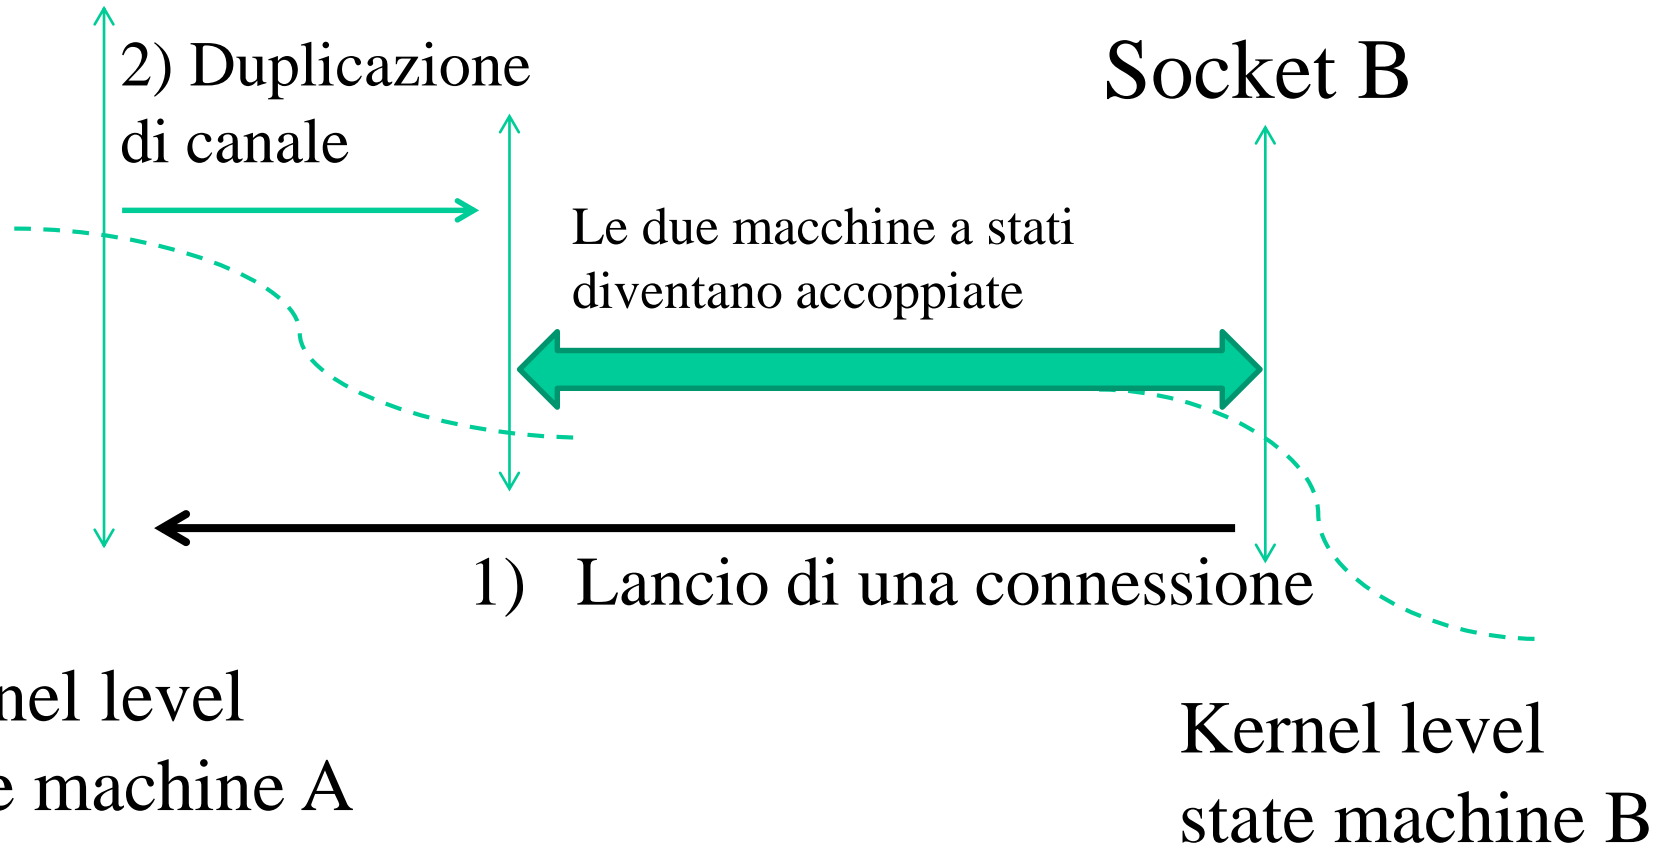 2) Duplicazione
di canale
Socket B
Le due macchine a stati
diventano accoppiate
1) Lancio di una connessione
level
machine A
Kernel level
state machine B